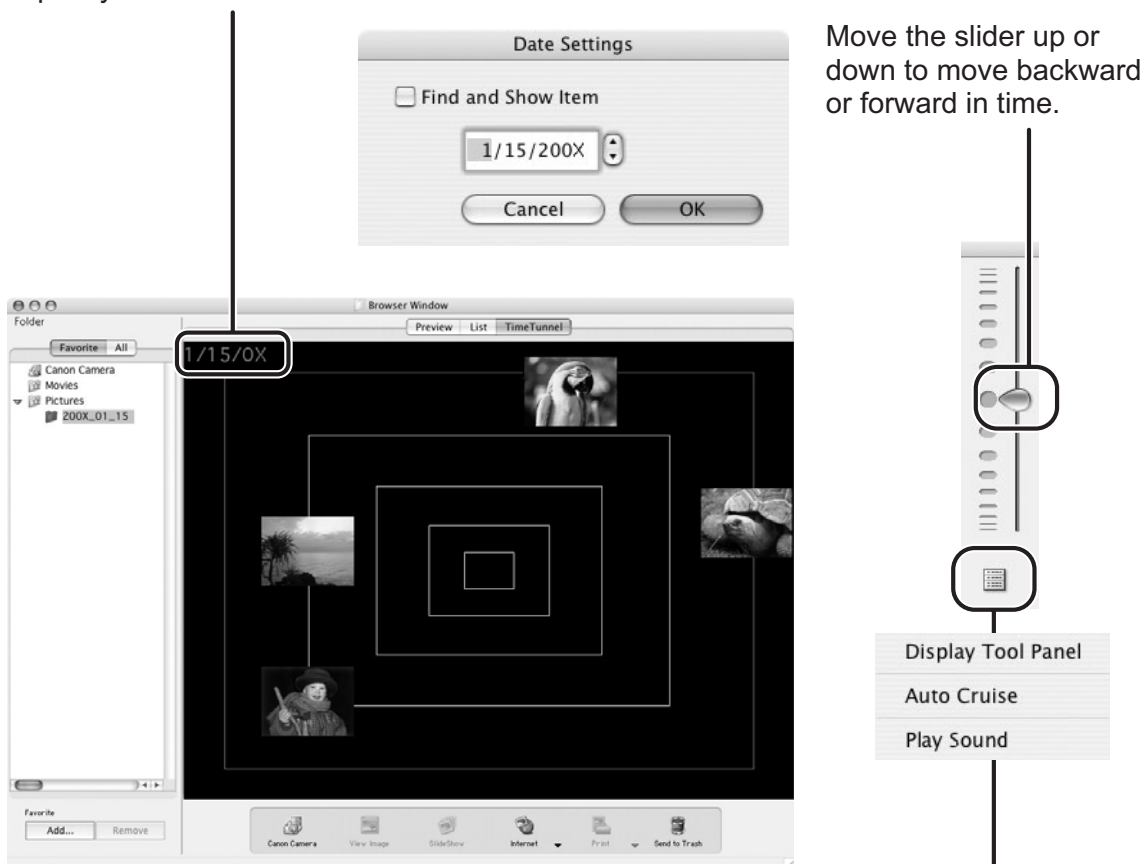 Date Settings
Find and Show Item
1/15/200X
Cancel
OK
Move the slider up or
down to move backward
or forward in time.
Browser Window
Folder
Preview
List
TimeTunnel
Favorite
All
1/15/0X
Canon Camera
Movies
Pictures
200X_01_15
Favorite
Add...
Remove
Canon Camera
View Image
SlideShow
Internet
Print
Send to Trash
Display Tool Panel
Auto Cruise
Play Sound